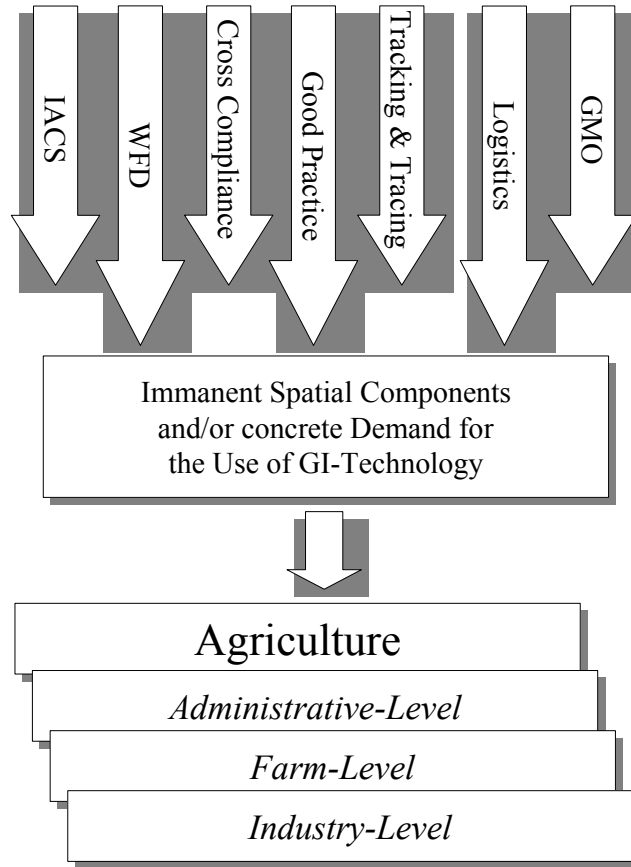 IACS
WFD
Cross Compliance
Good Practice
Tracking & Tracing
Logistics
GMO
Immanent Spatial Components
and/or concrete Demand for
the Use of GI-Technology
Agriculture
Administrative-Level
Farm-Level
Industry-Level